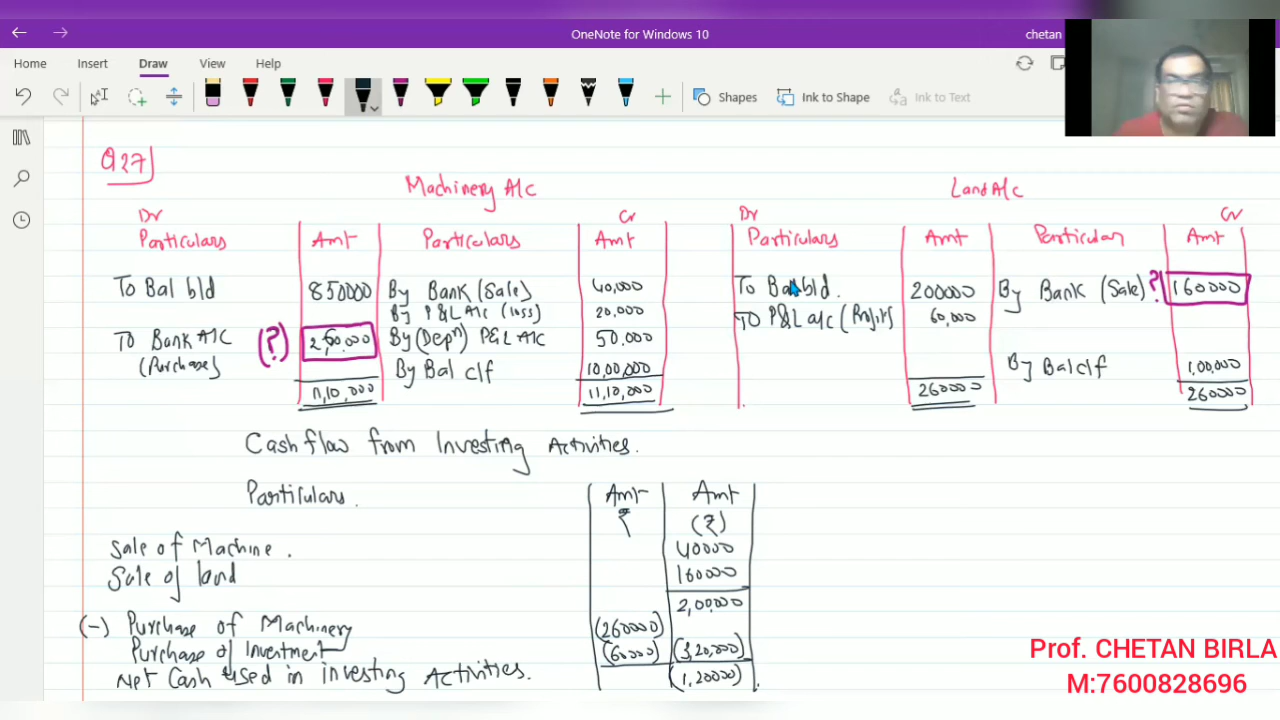 OneNote for Windows 10
chetan
Home Insert Draw View Help
Shapes Ink to Shape Ink to Text
Q27
Machinery A/c
Land A/c
Dr Cr
Dr Cr
Particulars Amt Particulars Amt
Particulars Amt Particular Amt
To Bal b/d 850000 By Bank (Sale) 40,000
By P&L A/c (loss) 20,000
To Bank A/c (?) 2,60,000 By (Depn) P&L A/c 50,000
(Purchase) By Bal c/f 10,00,000
11,10,000 11,10,000
To Bal b/d. 200000 By Bank (Sale) ? 160000
To P&L a/c (Profit) 60,000
By Bal c/f 1,00,000
260000 260000
Cash flow from Investing Activities.
Particulars. Amt ₹ Amt (₹)
Sale of Machine. 40000
Sale of land 160000
2,00,000
(-) Purchase of Machinery (260000)
Purchase of Investment (60000) (3,20,000)
Net Cash used in investing Activities. (1,20000)
Prof. CHETAN BIRLA
M:7600828696